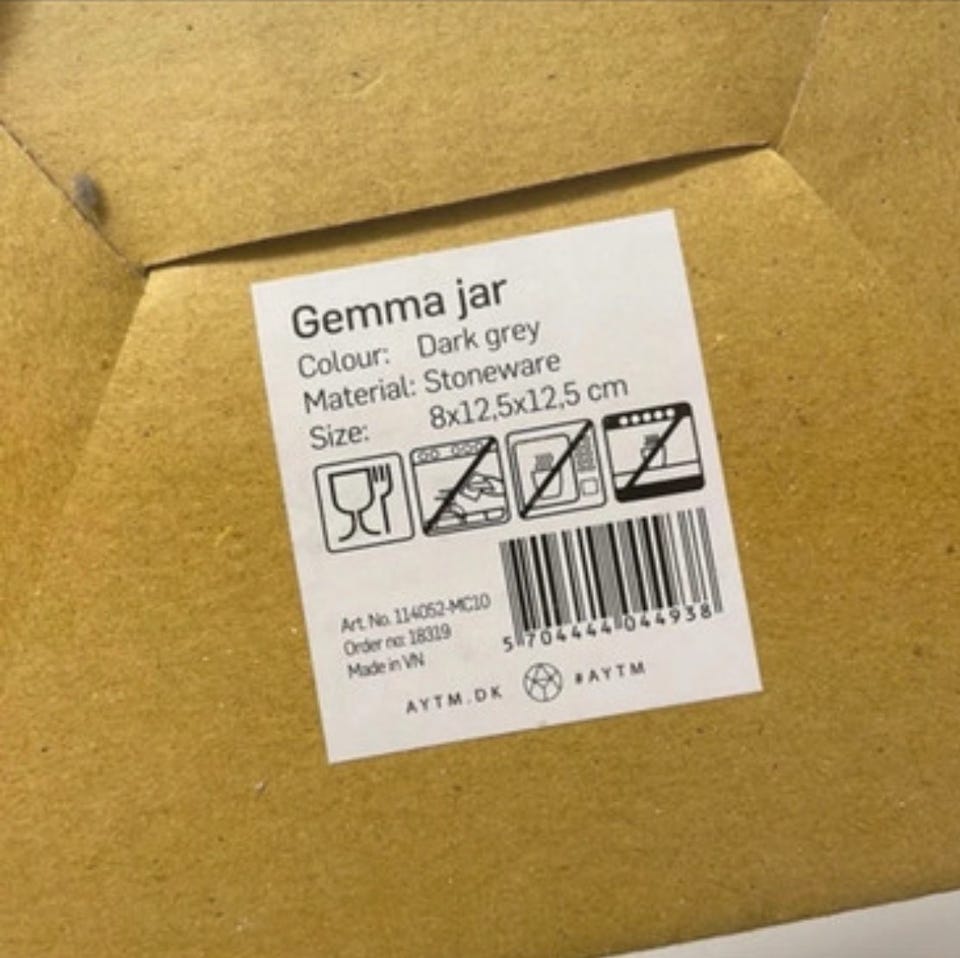 Gemma jar
Colour: Dark grey
Material: Stoneware
Size: 8x12,5x12,5 cm
Art. No. 114052-MC10
Order no: 18319
Made in VN
5 704444 044938
AYTM.DK #AYTM